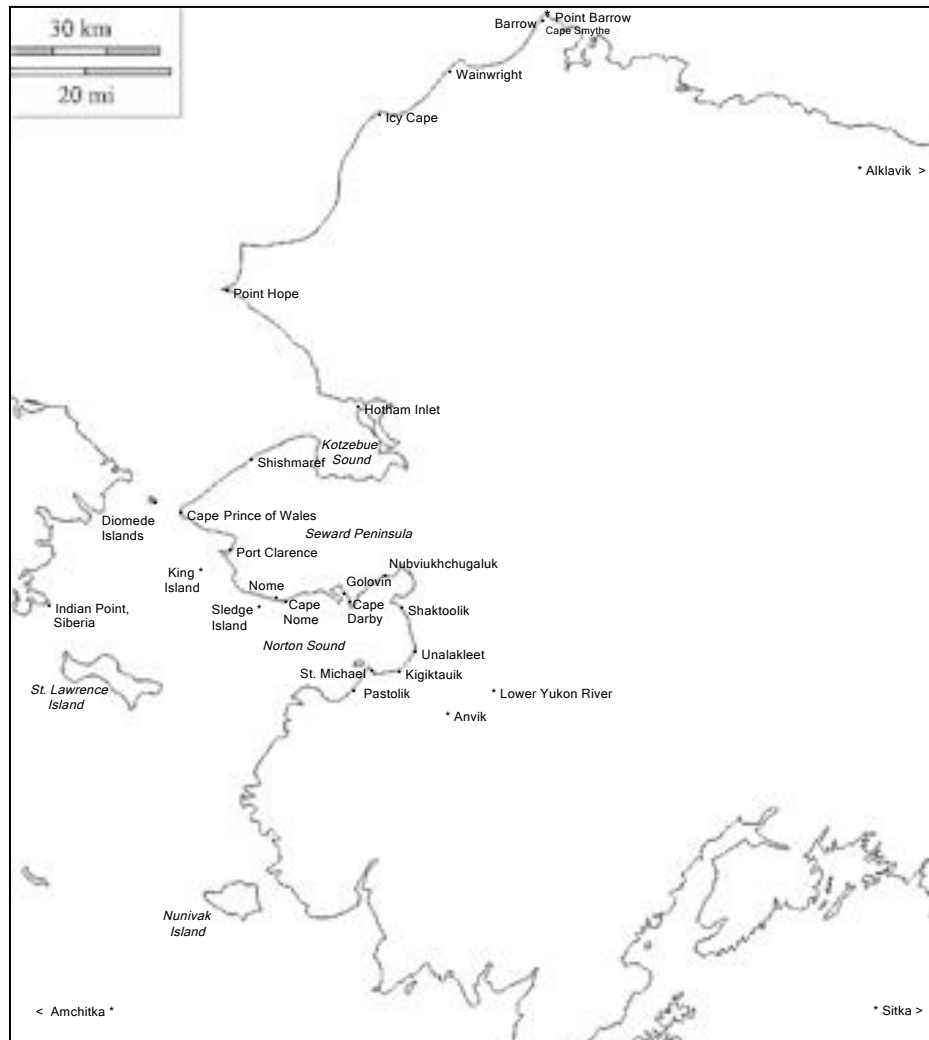 30 km
20 mi
Point Barrow
Barrow
Cape Smythe
Wainwright
Icy Cape
* Alklavik >
Point Hope
Hotham Inlet
Kotzebue
Sound
Shishmaref
Diomede
Islands
Cape Prince of Wales
Seward Peninsula
Port Clarence
Nubviukhchugaluk
King
Island
Nome
Golovin
Indian Point,
Siberia
Sledge
Island
Cape
Nome
Cape
Darby
Shaktoolik
Norton Sound
Unalakleet
St. Michael
Kigiktauik
St. Lawrence
Island
Pastolik
* Lower Yukon River
* Anvik
Nunivak
Island
< Amchitka *
* Sitka >